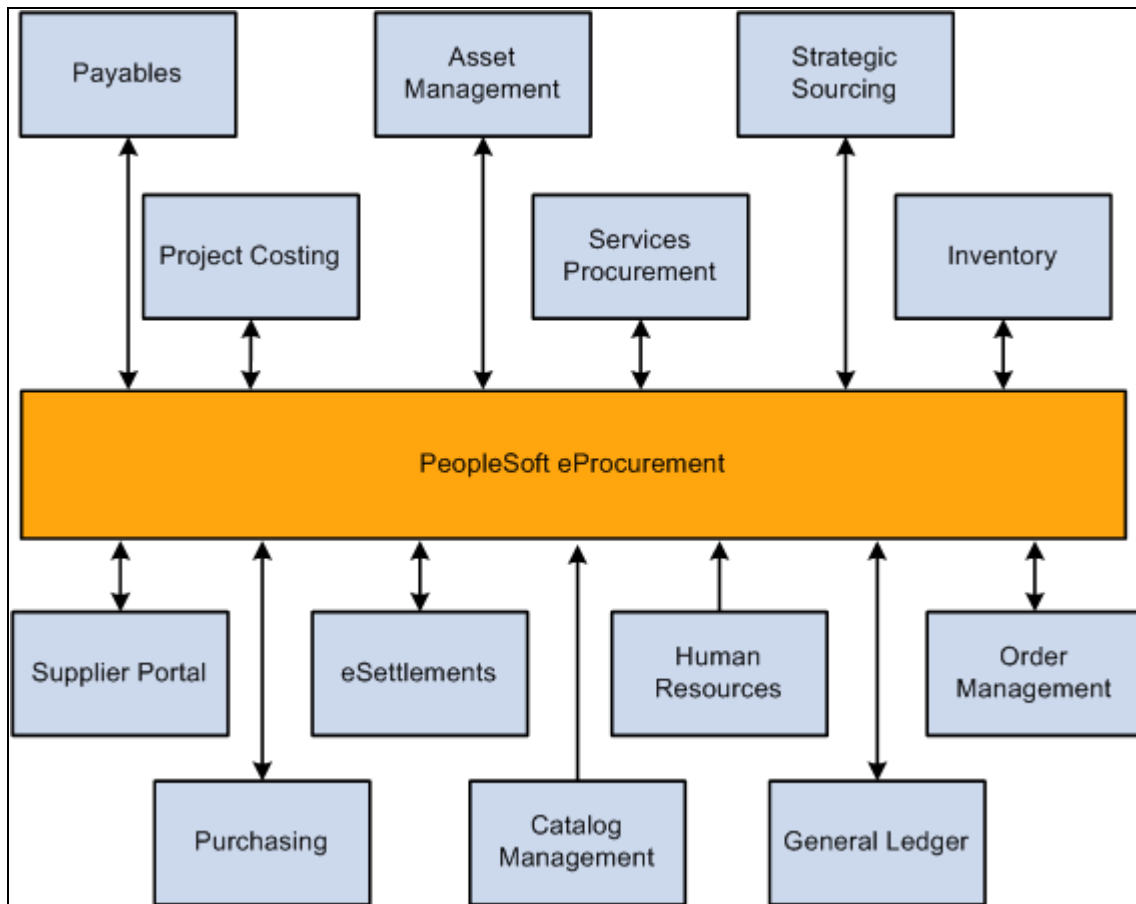 Payables
Asset
Management
Strategic
Sourcing
Project Costing
Services
Procurement
Inventory
PeopleSoft eProcurement
Supplier Portal
eSettlements
Human
Resources
Order
Management
Purchasing
Catalog
Management
General Ledger